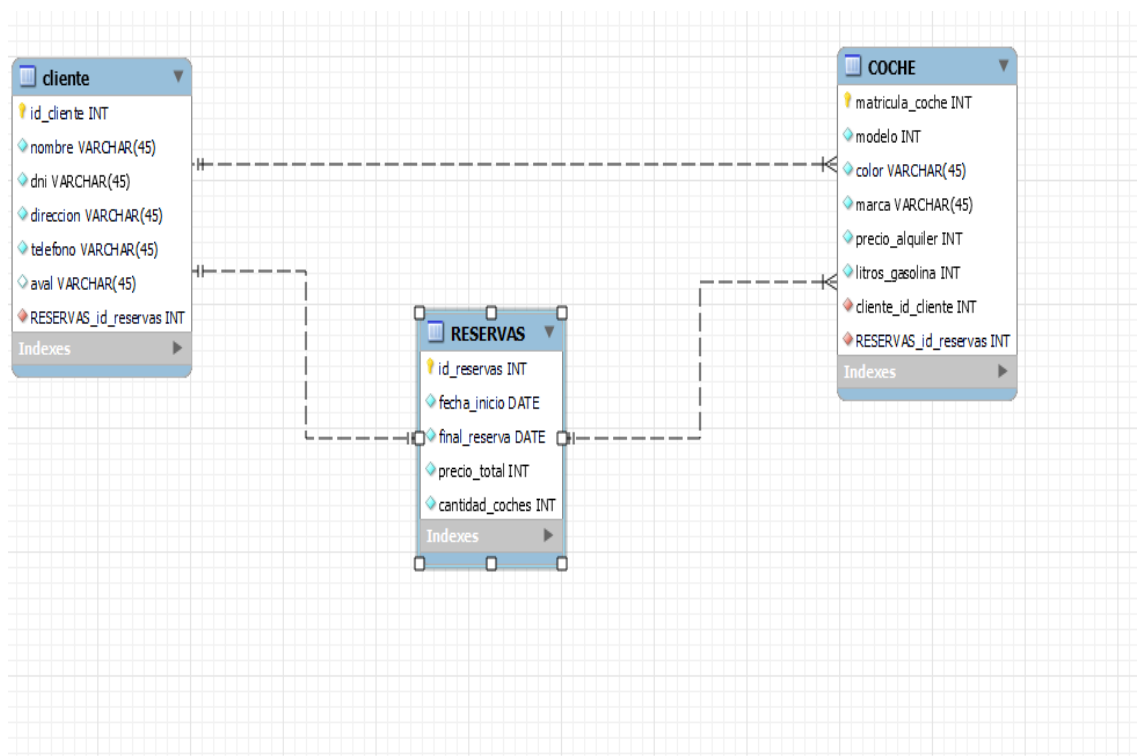 cliente
id_cliente INT
nombre VARCHAR(45)
dni VARCHAR(45)
direccion VARCHAR(45)
telefono VARCHAR(45)
aval VARCHAR(45)
RESERVAS_id_reservas INT
Indexes
RESERVAS
id_reservas INT
fecha_inicio DATE
final_reserva DATE
precio_total INT
cantidad_coches INT
Indexes
COCHE
matricula_coche INT
modelo INT
color VARCHAR(45)
marca VARCHAR(45)
precio_alquiler INT
litros_gasolina INT
cliente_id_cliente INT
RESERVAS_id_reservas INT
Indexes